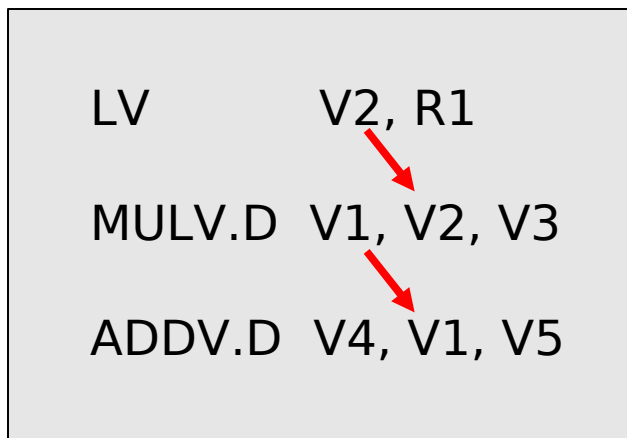 LV V2, R1
MULV.D V1, V2, V3
ADDV.D V4, V1, V5